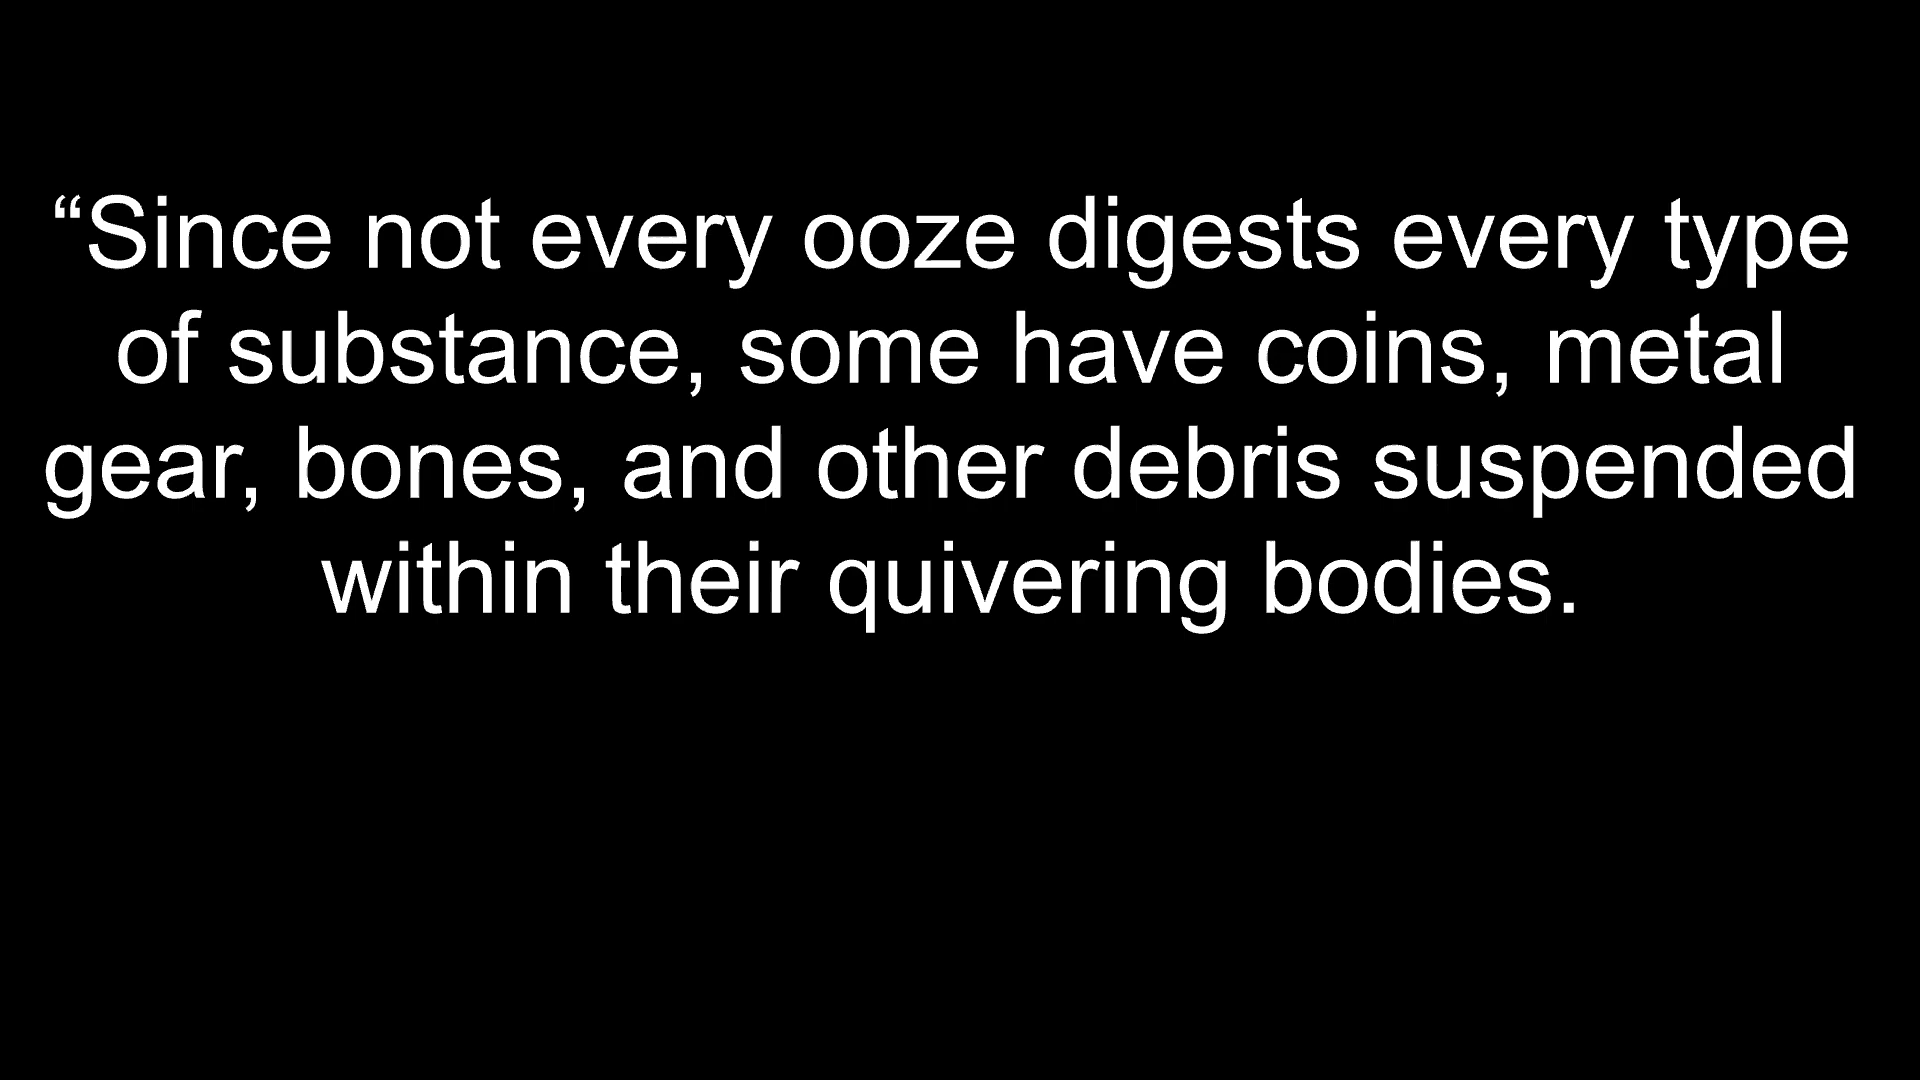 “Since not every ooze digests every type
of substance, some have coins, metal
gear, bones, and other debris suspended
within their quivering bodies.